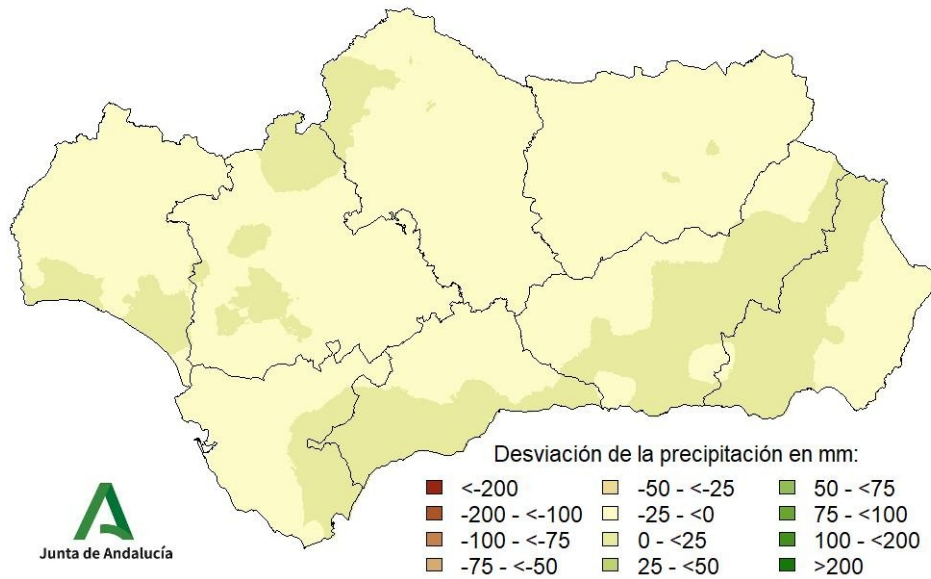 Desviación de la precipitación en mm:
<-200
-200 - <-100
-100 - <-75
-75 - <-50
-50 - <-25
-25 - <0
0 - <25
25 - <50
50 - <75
75 - <100
100 - <200
>200
Junta de Andalucía